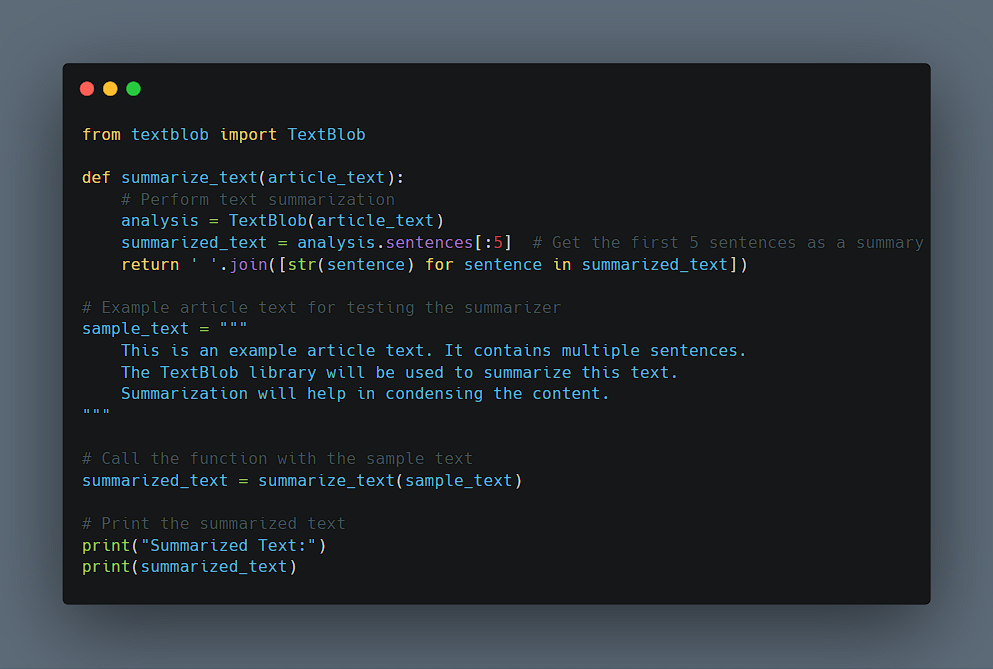 from textblob import TextBlob
def summarize_text(article_text):
    # Perform text summarization
    analysis = TextBlob(article_text)
    summarized_text = analysis.sentences[:5]  # Get the first 5 sentences as a summary
    return ' '.join([str(sentence) for sentence in summarized_text])
# Example article text for testing the summarizer
sample_text = """
    This is an example article text. It contains multiple sentences.
    The TextBlob library will be used to summarize this text.
    Summarization will help in condensing the content.
"""
# Call the function with the sample text
summarized_text = summarize_text(sample_text)
# Print the summarized text
print("Summarized Text:")
print(summarized_text)